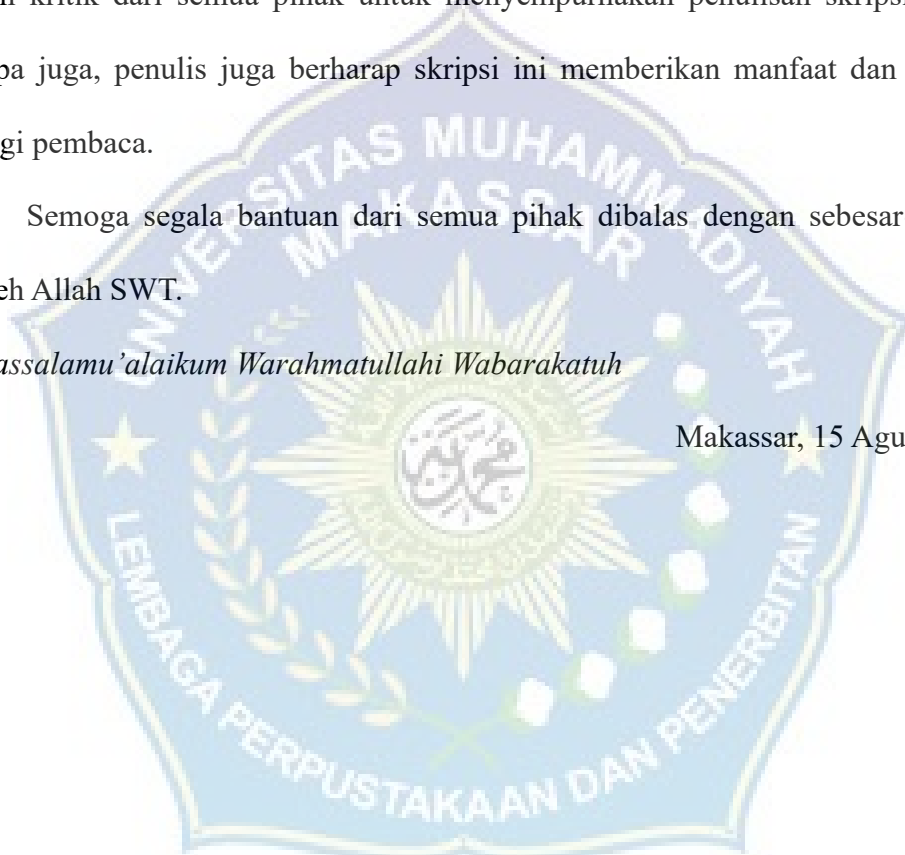 kritik dari semua pihak untuk menyempurnakan penulisan skripsi
juga, penulis juga berharap skripsi ini memberikan manfaat dan
gi pembaca.
Semoga segala bantuan dari semua pihak dibalas dengan sebesar
eh Allah SWT.
assalamu’alaikum Warahmatullahi Wabarakatuh
Makassar, 15 Agu
UNIVERSITAS MUHAMMADIYAH
MAKASSAR
LEMBAGA PERPUSTAKAAN DAN PENERBITAN